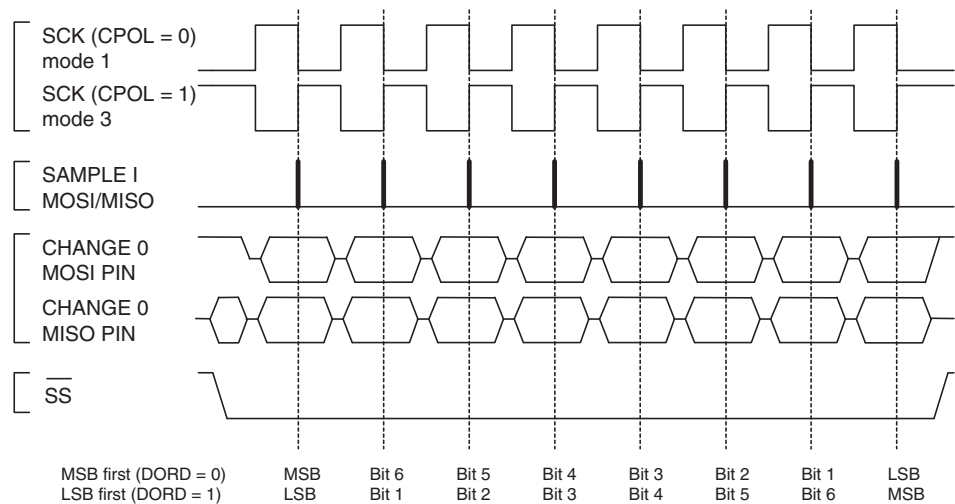 SCK (CPOL = 0)
mode 1
SCK (CPOL = 1)
mode 3
SAMPLE I
MOSI/MISO
CHANGE 0
MOSI PIN
CHANGE 0
MISO PIN
SS
MSB first (DORD = 0) MSB Bit 6 Bit 5 Bit 4 Bit 3 Bit 2 Bit 1 LSB
LSB first (DORD = 1) LSB Bit 1 Bit 2 Bit 3 Bit 4 Bit 5 Bit 6 MSB